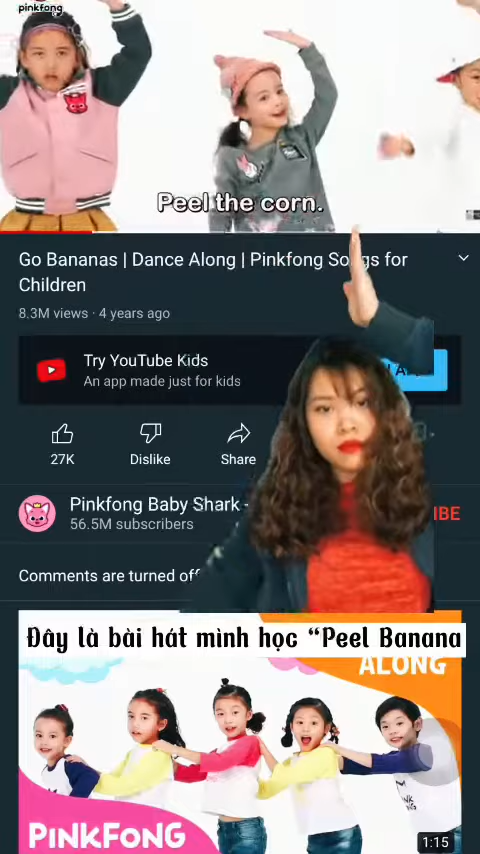 pinkfong
Peel the corn.
Go Bananas | Dance Along | Pinkfong Songs for
Children
8.3M views · 4 years ago
Try YouTube Kids
An app made just for kids
27K
Dislike
Share
Pinkfong Baby Shark -
56.5M subscribers
IBE
Comments are turned off
Đây là bài hát mình học “Peel Banana
ALONG
PINKFONG
1:15